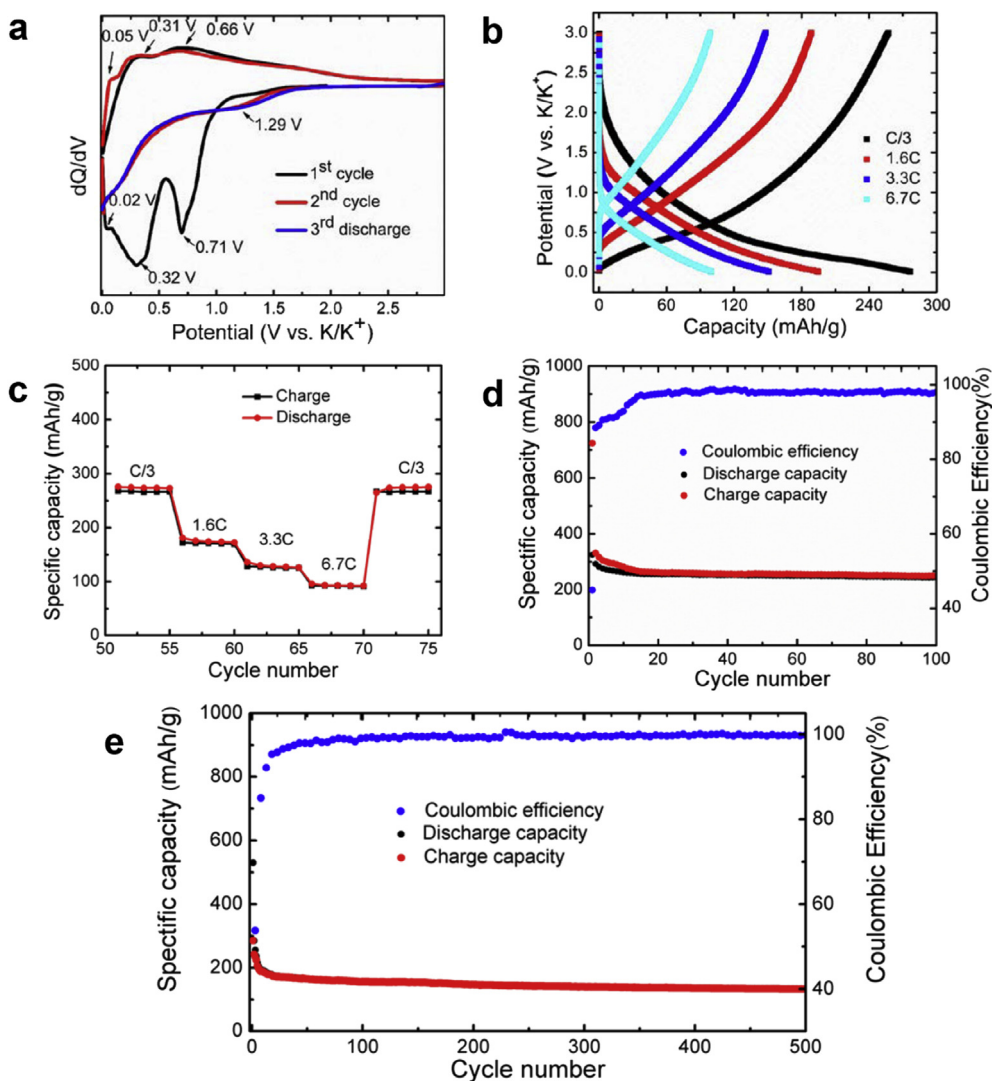 a
0.05 V
0.31 V
0.66 V
dQ/dV
1.29 V
0.02 V
0.71 V
0.32 V
1st cycle
2nd cycle
3rd discharge
0.0 0.5 1.0 1.5 2.0 2.5
Potential (V vs. K/K+)
b
Potential (V vs. K/K+)
3.0
2.5
2.0
1.5
1.0
0.5
0.0
C/3
1.6C
3.3C
6.7C
0 60 120 180 240 300
Capacity (mAh/g)
c
Specific capacity (mAh/g)
500
400
300
200
100
0
Charge
Discharge
C/3
1.6C
3.3C
6.7C
C/3
50 55 60 65 70 75
Cycle number
d
Spectific capacity (mAh/g)
1000
800
600
400
200
0
Coulombic efficiency
Discharge capacity
Charge capacity
100%
80
60
40
Coulombic Efficiency(%)
0 20 40 60 80 100
Cycle number
e
Spectific capacity (mAh/g)
1000
800
600
400
200
0
Coulombic efficiency
Discharge capacity
Charge capacity
100
80
60
40
Coulombic Efficiency(%)
0 100 200 300 400 500
Cycle number